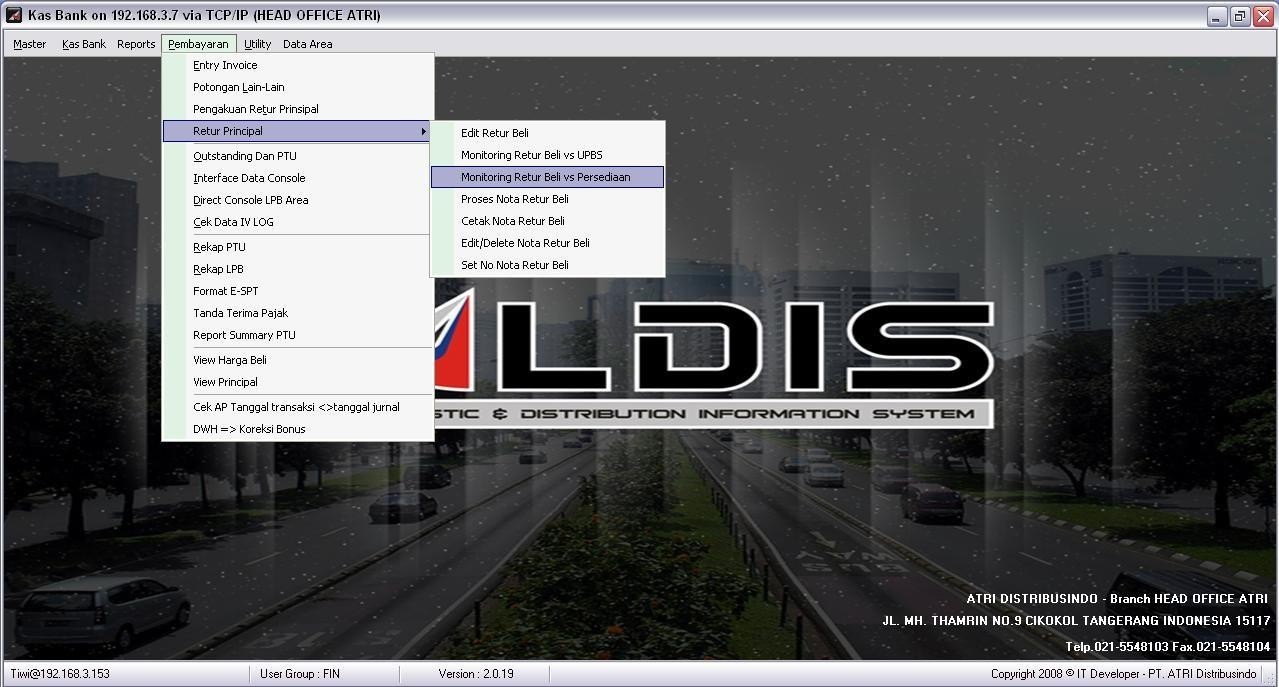 Kas Bank on 192.168.3.7 via TCP/IP (HEAD OFFICE ATRI)
Master Kas Bank Reports Pembayaran Utility Data Area
Entry Invoice
Potongan Lain-Lain
Pengakuan Retur Prinsipal
Retur Principal
Outstanding Dan PTU
Interface Data Console
Direct Console LPB Area
Cek Data IV LOG
Rekap PTU
Rekap LPB
Format E-SPT
Tanda Terima Pajak
Report Summary PTU
View Harga Beli
View Principal
Cek AP Tanggal transaksi <>tanggal jurnal
DWH => Koreksi Bonus
Edit Retur Beli
Monitoring Retur Beli vs UPBS
Monitoring Retur Beli vs Persediaan
Proses Nota Retur Beli
Cetak Nota Retur Beli
Edit/Delete Nota Retur Beli
Set No Nota Retur Beli
LDIS
STIC & DISTRIBUTION INFORMATION SYSTEM
WAY
BUS
ATRI DISTRIBUSINDO - Branch HEAD OFFICE ATRI
JL. MH. THAMRIN NO.9 CIKOKOL TANGERANG INDONESIA 15117
Telp.021-5548103 Fax.021-5548104
Tiwi@192.168.3.153 User Group : FIN Version : 2.0.19 Copyright 2008 © IT Developer - PT. ATRI Distribusindo